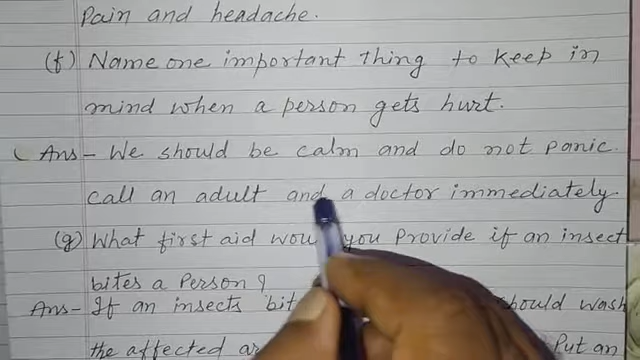 Pain and headache.
(f) Name one important thing to keep in
mind when a person gets hurt.
Ans- We should be calm and do not panic.
call an adult and a doctor immediately.
(g) What first aid you Provide if an insect
bites a Person?
Ans- If an insects should wash
the affected Put an